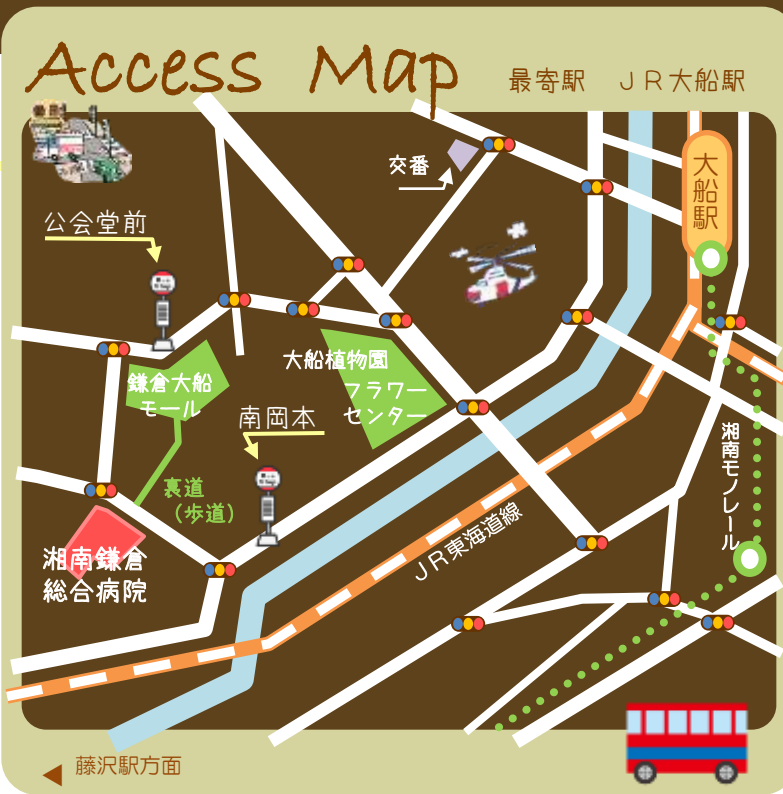 Access Map
最寄駅 JR大船駅
大船駅
交番
公会堂前
大船植物園
フラワー
センター
鎌倉大船
モール
南岡本
裏道
（歩道）
湘南モノレール
JR東海道線
湘南鎌倉
総合病院
藤沢駅方面